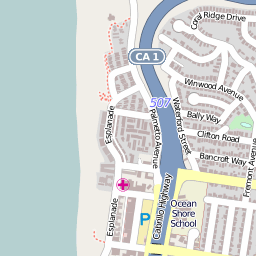 Coral Ridge Drive
CA 1
Winwood Avenue
507
Bally Way
Esplanade
Palmetto Avenue
Waterford Street
Clifton Road
Bancroft Way
Fremont Avenue
Esplanade
Cabrillo Highway
Ocean
Shore
School
P